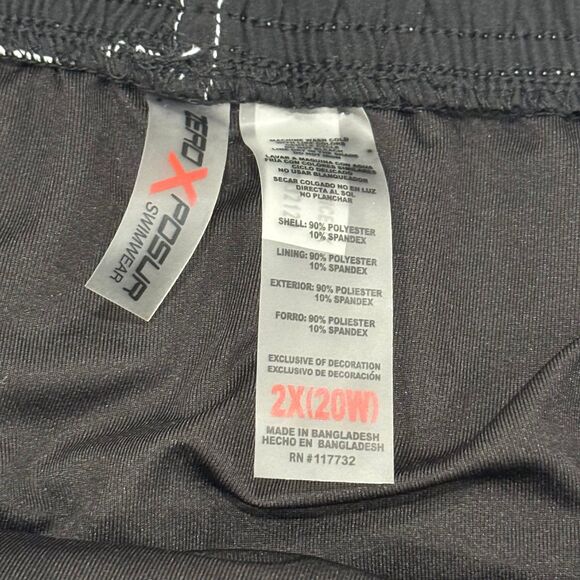 ZEROXPOSUR
SWIMWEAR
MACHINE WASH COLD
LAVAR A MAQUINA CON AGUA
FRIA CON COLORES SIMILARES
CICLO DELICADO
NO USAR BLANQUEADOR
SECAR COLGADO NO EN LUZ
DIRECTA AL SOL
NO PLANCHAR
SHELL: 90% POLYESTER
10% SPANDEX
LINING: 90% POLYESTER
10% SPANDEX
EXTERIOR: 90% POLIESTER
10% SPANDEX
FORRO: 90% POLIESTER
10% SPANDEX
EXCLUSIVE OF DECORATION
EXCLUSIVO DE DECORACIÓN
2X(20W)
MADE IN BANGLADESH
HECHO EN BANGLADESH
RN #117732